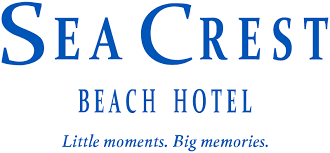 SEA CREST
BEACH HOTEL
Little moments. Big memories.